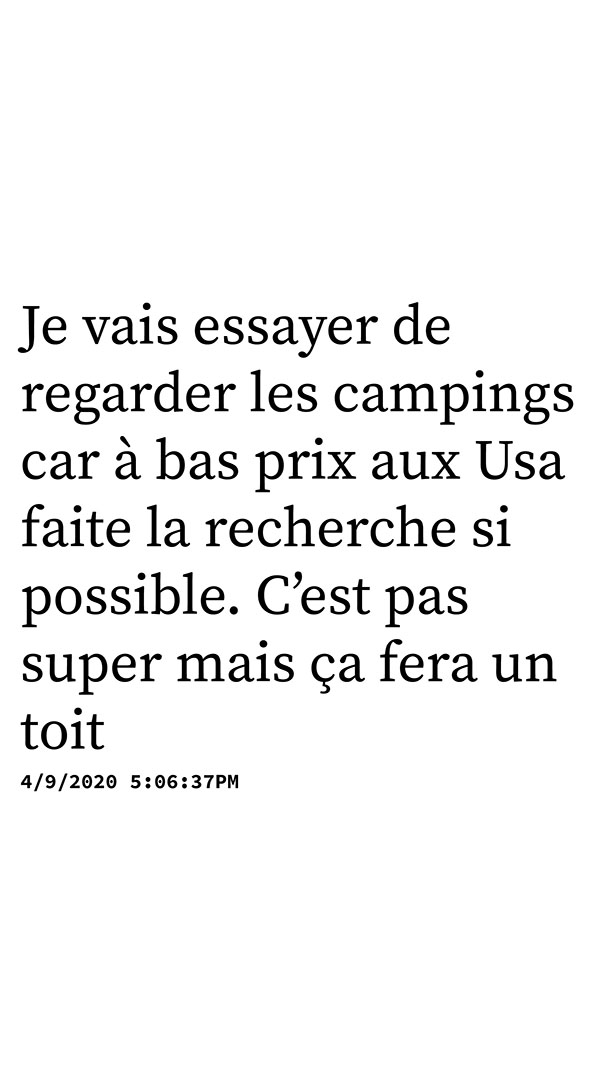 Je vais essayer de
regarder les campings
car à bas prix aux Usa
faite la recherche si
possible. C’est pas
super mais ça fera un
toit
4/9/2020 5:06:37PM